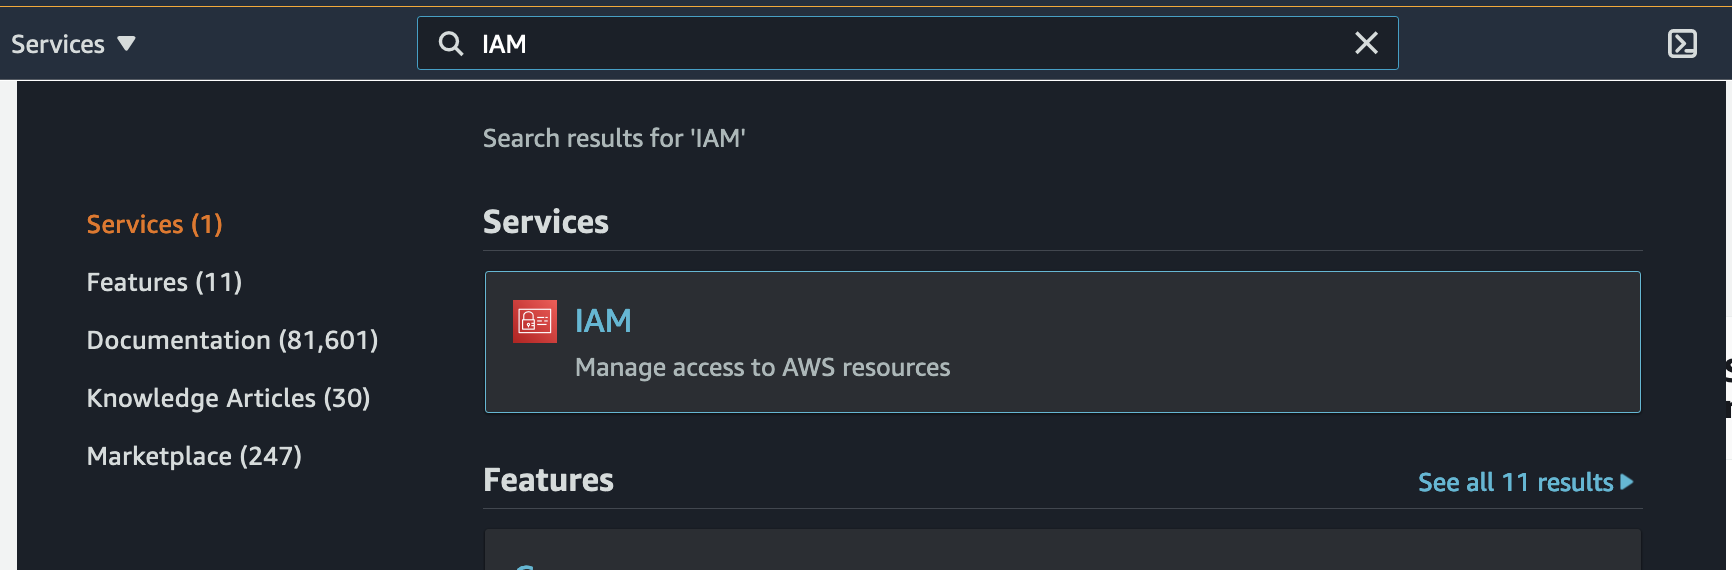 Services
IAM
Search results for 'IAM'
Services (1)
Features (11)
Documentation (81,601)
Knowledge Articles (30)
Marketplace (247)
Services
IAM
Manage access to AWS resources
Features
See all 11 results